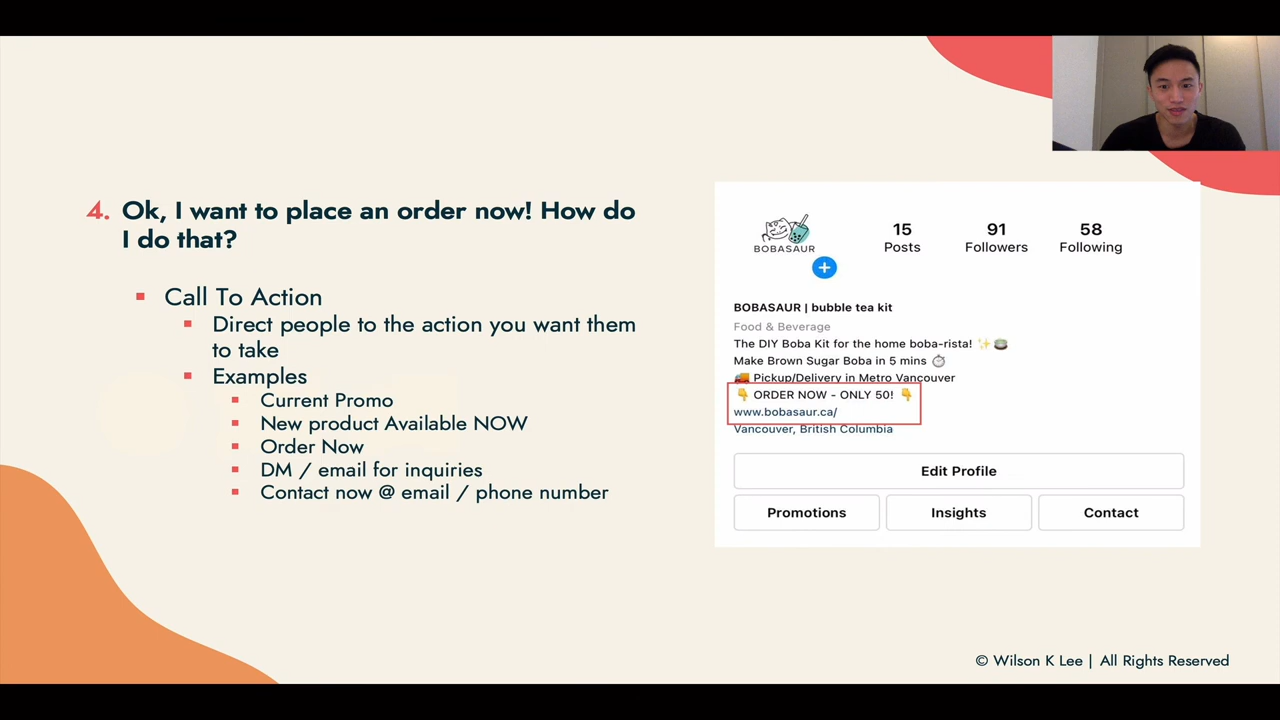 4. Ok, I want to place an order now! How do
I do that?
▪ Call To Action
▪ Direct people to the action you want them
to take
▪ Examples
▪ Current Promo
▪ New product Available NOW
▪ Order Now
▪ DM / email for inquiries
▪ Contact now @ email / phone number
BOBASAUR
15 91 58
Posts Followers Following
BOBASAUR | bubble tea kit
Food & Beverage
The DIY Boba Kit for the home boba-rista! ✨🍵
Make Brown Sugar Boba in 5 mins ⏱
🚚 Pickup/Delivery in Metro Vancouver
👇 ORDER NOW - ONLY 50! 👇
www.bobasaur.ca/
Vancouver, British Columbia
Edit Profile
Promotions Insights Contact
© Wilson K Lee | All Rights Reserved